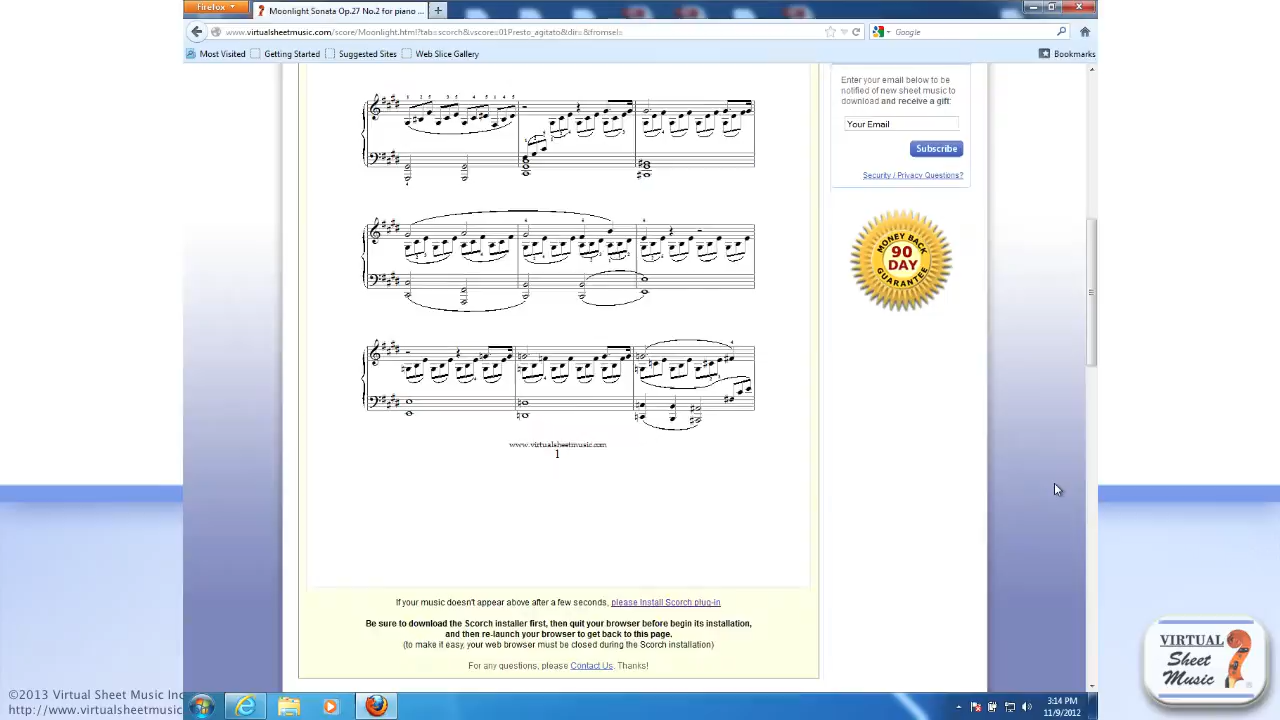 Firefox
Moonlight Sonata Op.27 No.2 for piano ...
www.virtualsheetmusic.com/score/Moonlight.html?tab=scorch&vscore=01Presto_agitato&dir=&fromsel=
Google
Most Visited
Getting Started
Suggested Sites
Web Slice Gallery
Bookmarks
Enter your email below to be
notified of new sheet music to
download and receive a gift:
Your Email
Subscribe
Security / Privacy Questions?
MONEY BACK
90
DAY
GUARANTEE
www.virtualsheetmusic.com
1
If your music doesn't appear above after a few seconds, please Install Scorch plug-in
Be sure to download the Scorch installer first, then quit your browser before begin its installation,
and then re-launch your browser to get back to this page.
(to make it easy, your web browser must be closed during the Scorch installation)
For any questions, please Contact Us. Thanks!
VIRTUAL
Sheet
Music
©2013 Virtual Sheet Music Inc
http://www.virtualsheetmusic
3:14 PM
11/9/2012